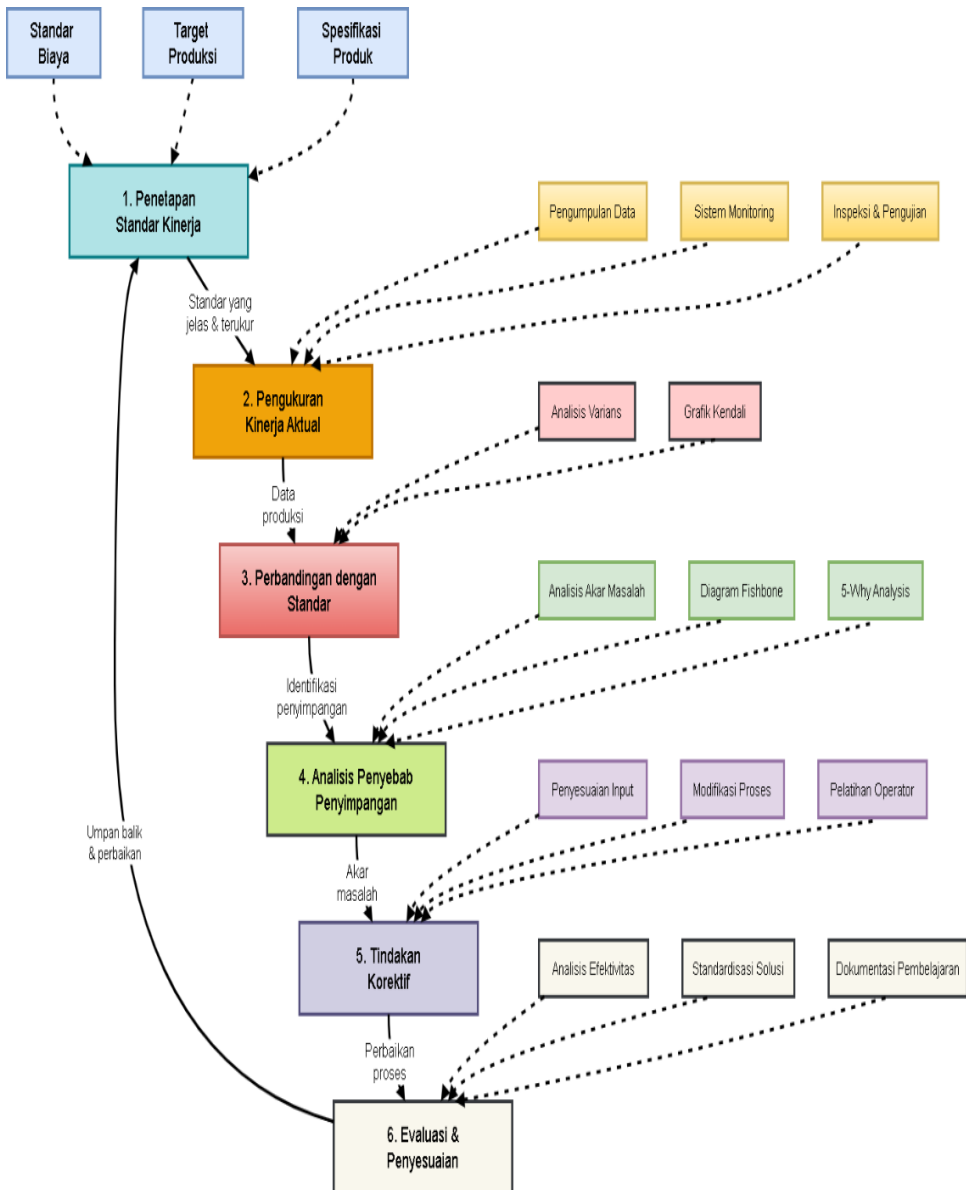 Standar
Biaya
Target
Produksi
Spesifikasi
Produk
1. Penetapan
Standar Kinerja
Pengumpulan Data
Sistem Monitoring
Inspeksi & Pengujian
Standar yang
jelas & terukur
2. Pengukuran
Kinerja Aktual
Analisis Varians
Grafik Kendali
Data
produksi
3. Perbandingan dengan
Standar
Analisis Akar Masalah
Diagram Fishbone
5-Why Analysis
Identifikasi
penyimpangan
4. Analisis Penyebab
Penyimpangan
Penyesuaian Input
Modifikasi Proses
Pelatihan Operator
Umpan balik
& perbaikan
Akar
masalah
5. Tindakan
Korektif
Analisis Efektivitas
Standardisasi Solusi
Dokumentasi Pembelajaran
Perbaikan
proses
6. Evaluasi &
Penyesuaian